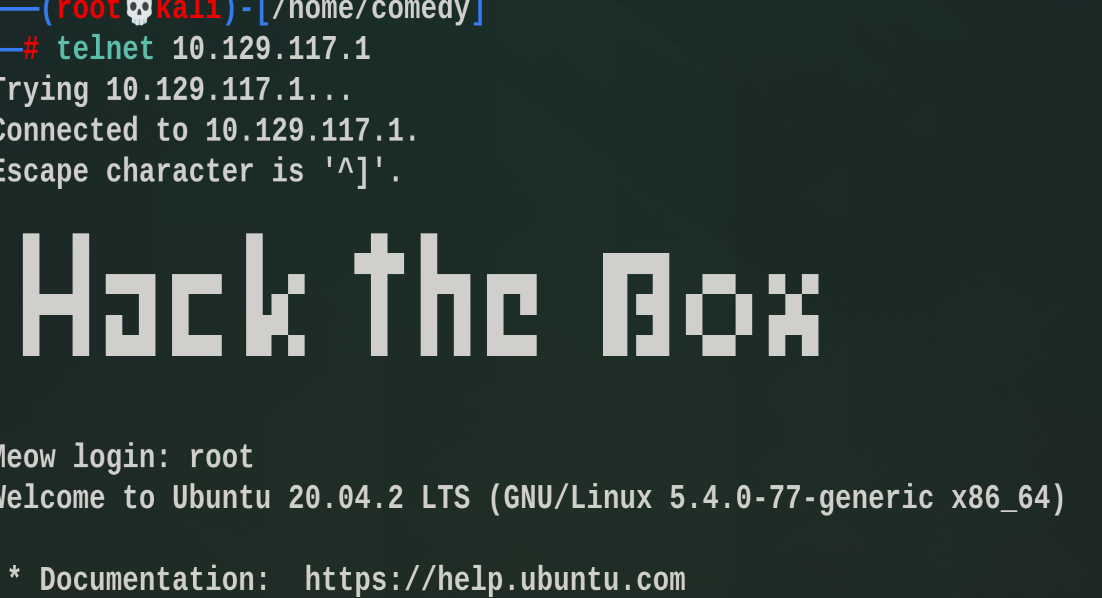 (root💀kali)-[/home/comedy]
# telnet 10.129.117.1
Trying 10.129.117.1...
Connected to 10.129.117.1.
Escape character is '^]'.
Hack the Box
Meow login: root
Welcome to Ubuntu 20.04.2 LTS (GNU/Linux 5.4.0-77-generic x86_64)
* Documentation:  https://help.ubuntu.com